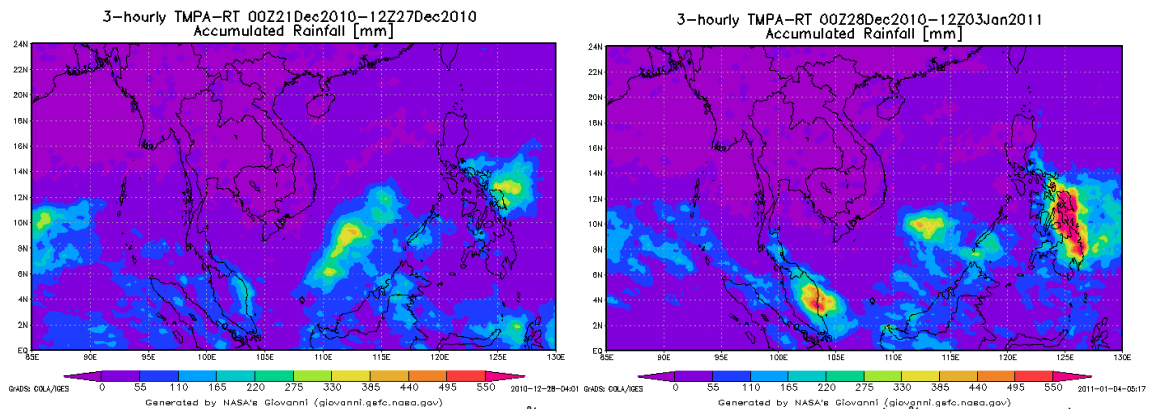 3-hourly TMPA-RT 00Z21Dec2010-12Z27Dec2010
Accumulated Rainfall [mm]
24N
22N
20N
18N
16N
14N
12N
10N
8N
6N
4N
2N
EQ
85E 90E 95E 100E 105E 110E 115E 120E 125E 130E
GrADS: COLA/IGES
0 55 110 165 220 275 330 385 440 495 550
2010-12-28-04:01
Generated by NASA's Giovanni (giovanni.gsfc.nasa.gov)
3-hourly TMPA-RT 00Z28Dec2010-12Z03Jan2011
Accumulated Rainfall [mm]
24N
22N
20N
18N
16N
14N
12N
10N
8N
6N
4N
2N
EQ
85E 90E 95E 100E 105E 110E 115E 120E 125E 130E
GrADS: COLA/IGES
0 55 110 165 220 275 330 385 440 495 550
2011-01-04-05:17
Generated by NASA's Giovanni (giovanni.gsfc.nasa.gov)